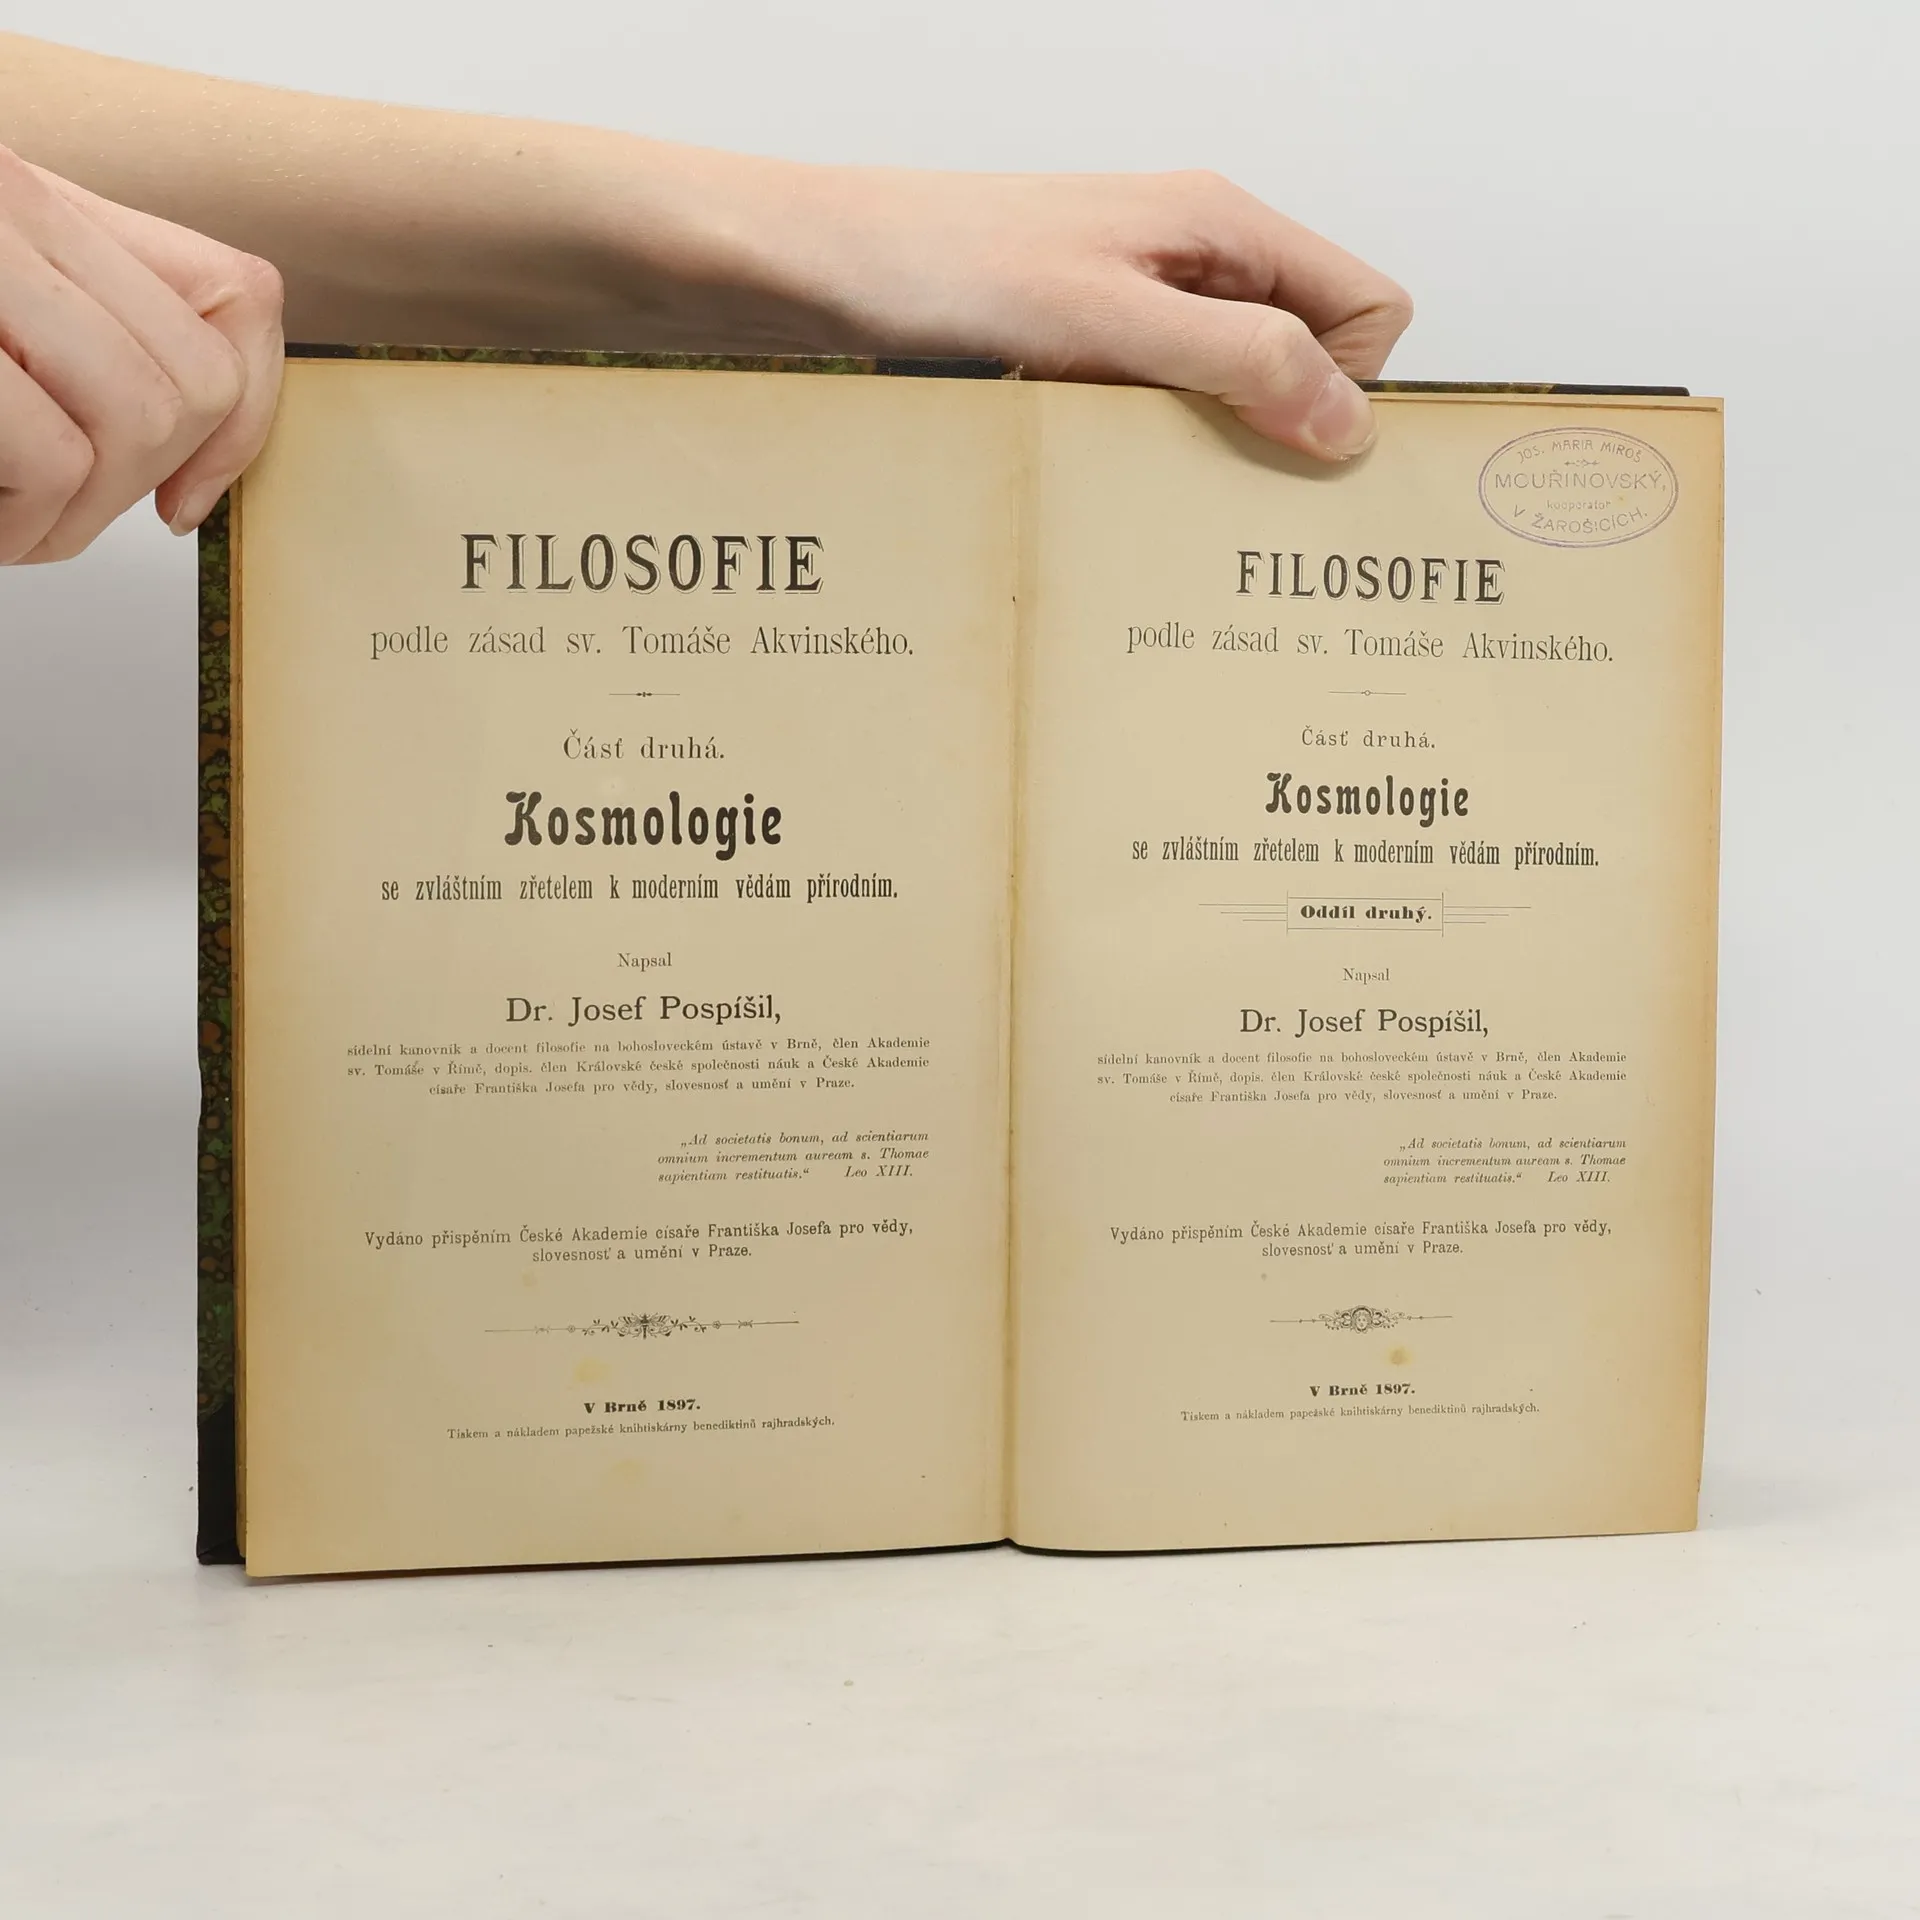 FILOSOFIE
podle zásad sv. Tomáše Akvinského.
Část druhá.
Kosmologie
se zvláštním zřetelem k moderním vědám přírodním.
Napsal
Dr. Josef Pospíšil,
sídelní kanovník a docent filosofie na bohosloveckém ústavě v Brně, člen Akademie
sv. Tomáše v Římě, dopis. člen Královské české společnosti náuk a České Akademie
císaře Františka Josefa pro vědy, slovesnosť a umění v Praze.
„Ad societatis bonum, ad scientiarum
omnium incrementum auream s. Thomae
sapientiam restituatis.“ Leo XIII.
Vydáno přispěním České Akademie císaře Františka Josefa pro vědy,
slovesnosť a umění v Praze.
V Brně 1897.
Tiskem a nákladem papežské knihtiskárny benediktinů rajhradských.
JOS. MARIA MIROŠ
MOUŘINOVSKÝ,
kooperator
V ŽAROŠICÍCH.
FILOSOFIE
podle zásad sv. Tomáše Akvinského.
Část druhá.
Kosmologie
se zvláštním zřetelem k moderním vědám přírodním.
Oddíl druhý.
Napsal
Dr. Josef Pospíšil,
sídelní kanovník a docent filosofie na bohosloveckém ústavě v Brně, člen Akademie
sv. Tomáše v Římě, dopis. člen Královské české společnosti náuk a České Akademie
císaře Františka Josefa pro vědy, slovesnosť a umění v Praze.
„Ad societatis bonum, ad scientiarum
omnium incrementum auream s. Thomae
sapientiam restituatis.“ Leo XIII.
Vydáno přispěním České Akademie císaře Františka Josefa pro vědy,
slovesnosť a umění v Praze.
V Brně 1897.
Tiskem a nákladem papežské knihtiskárny benediktinů rajhradských.